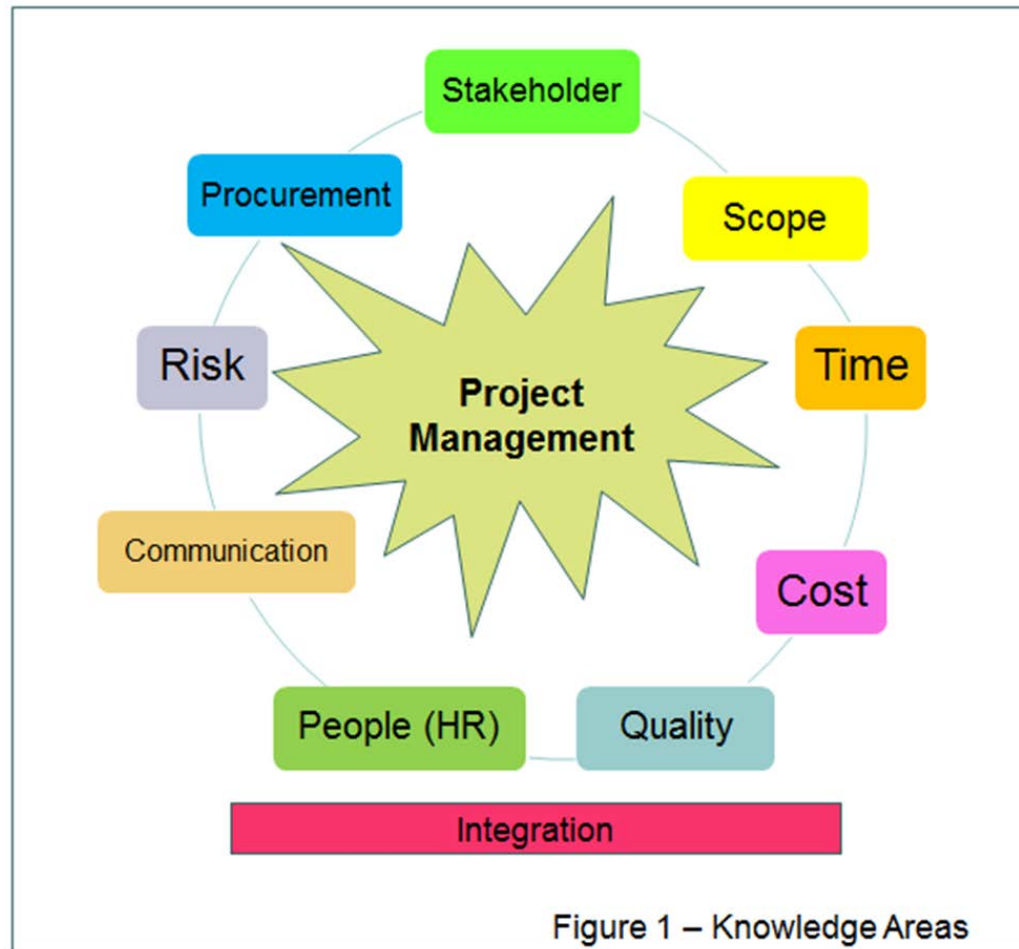 Stakeholder
Procurement
Scope
Risk
Time
Project
Management
Communication
Cost
People (HR)
Quality
Integration
Figure 1 – Knowledge Areas